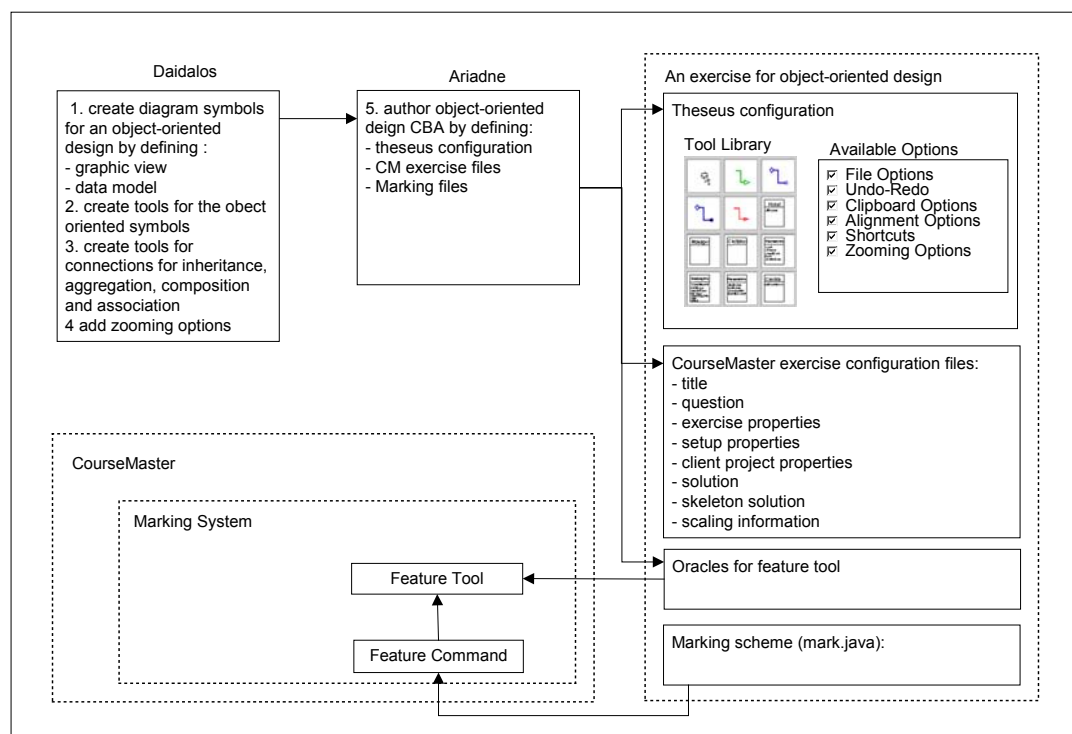 Daidalos
1. create diagram symbols
for an object-oriented
design by defining :
- graphic view
- data model
2. create tools for the obect
oriented symbols
3. create tools for
connections for inheritance,
aggregation, composition
and association
4 add zooming options
Ariadne
5. author object-oriented
deign CBA by defining:
- theseus configuration
- CM exercise files
- Marking files
An exercise for object-oriented design
Theseus configuration
Tool Library
Available Options
File Options
Undo-Redo
Clipboard Options
Alignment Options
Shortcuts
Zooming Options
CourseMaster exercise configuration files:
- title
- question
- exercise properties
- setup properties
- client project properties
- solution
- skeleton solution
- scaling information
Oracles for feature tool
Marking scheme (mark.java):
CourseMaster
Marking System
Feature Tool
Feature Command